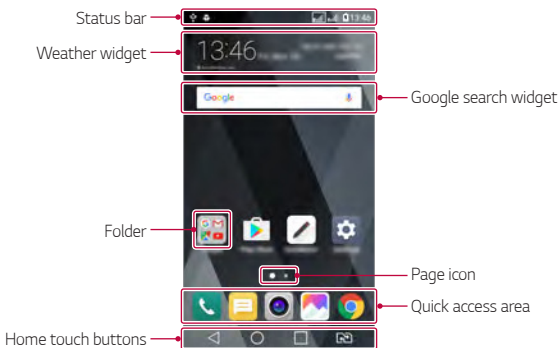 Status bar
13:46
Weather widget
13:46
Google
Google search widget
Folder
Page icon
Quick access area
Home touch buttons